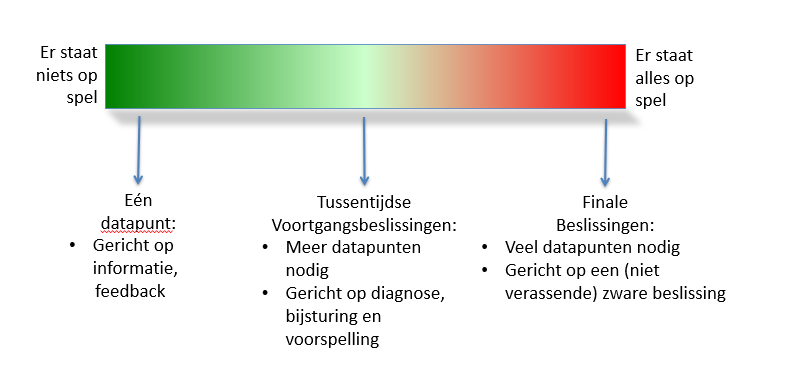 Er staat
niets op
spel
Er staat
alles op
spel
Eén
datapunt:
• Gericht op
informatie,
feedback
Tussentijdse
Voortgangsbeslissingen:
• Meer datapunten
nodig
• Gericht op diagnose,
bijsturing en
voorspelling
Finale
Beslissingen:
• Veel datapunten nodig
• Gericht op een (niet
verassende) zware beslissing